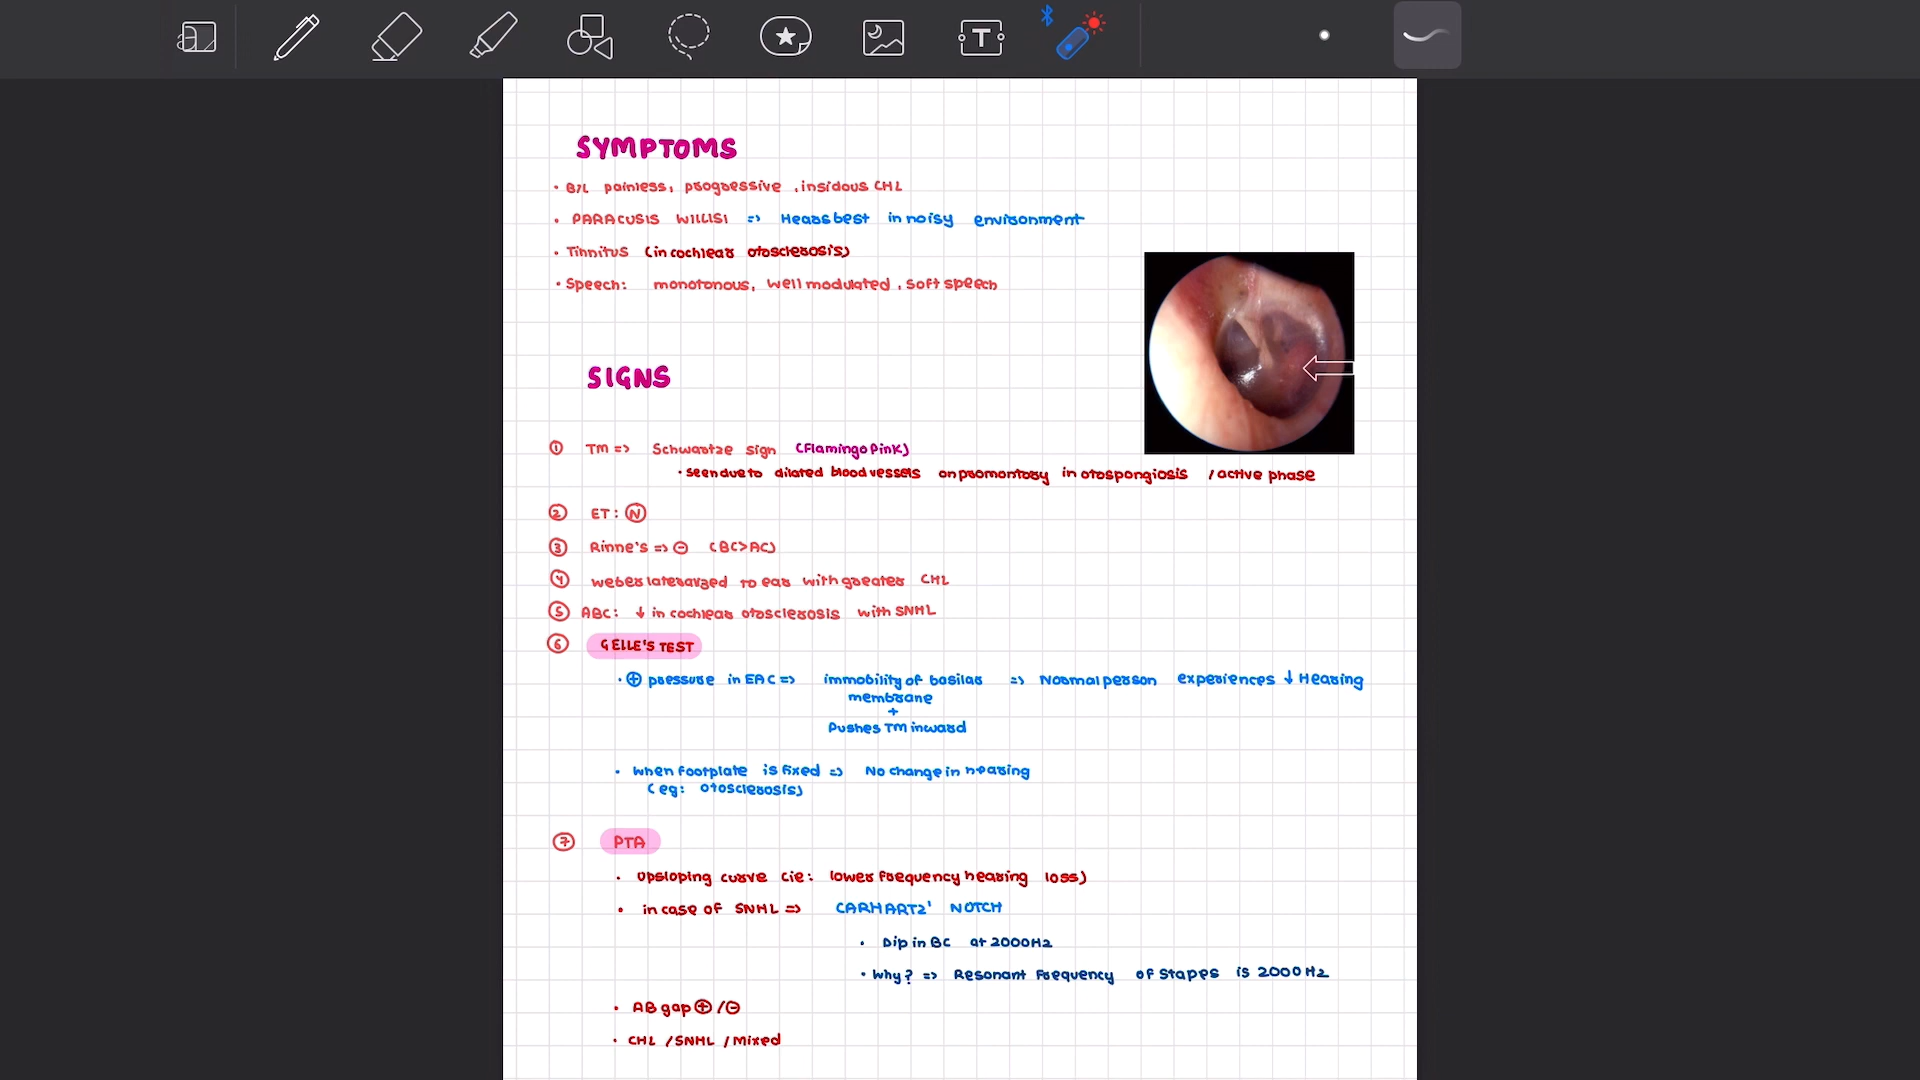 SYMPTOMS
• B/L painless, progressive , insidous CHL
• PARACUSIS WILLISI => Hears best in noisy environment
• Tinnitus (in cochlear otosclerosis)
• Speech: monotonous, well modulated , soft speech
SIGNS
① TM => Schwartze sign (Flamingo Pink)
• seen due to dilated blood vessels on promontory in otospongiosis / active phase
② ET : Ⓝ
③ Rinne's => ⊖ (BC>AC)
④ weber laterarzed to ear with greater CHL
⑤ ABC: ↓ in cochlear otosclerosis with SNHL
⑥ GELLE'S TEST
• ⊕ pressure in EAC => immobility of basilar => Normal person experiences ↓ Hearing
membrane
+
Pushes TM inward
• when footplate is fixed => No change in hearing
(eg: otosclerosis)
⑦ PTA
• Upsloping curve (ie: lower frequency hearing loss)
• in case of SNHL => CARHARTZ' NOTCH
• Dip in BC at 2000Hz
• Why? => Resonant Frequency of Stapes is 2000Hz
• AB gap ⊕ / ⊖
• CHL / SNHL / Mixed